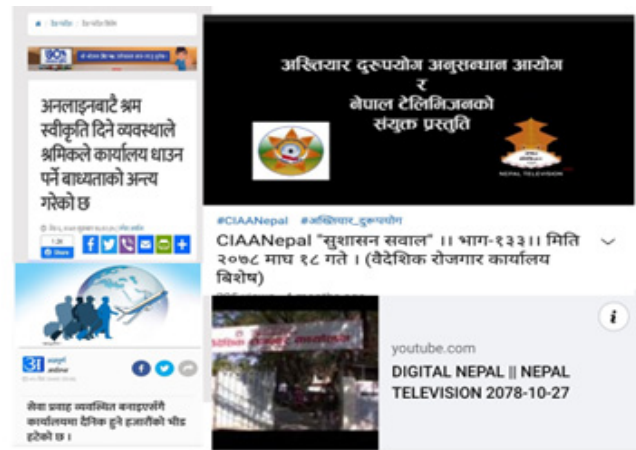 अनलाइनबाटै श्रम
स्वीकृति दिने व्यवस्थाले
श्रमिकले कार्यालय धाउन
पर्ने बाध्यताको अन्त्य
गरेको छ
Share
सेवा प्रवाह व्यवस्थित बनाइएसँगै
कार्यालयमा दैनिक हुने हजारौंको भीड
हटेको छ ।
अख्तियार दुरुपयोग अनुसन्धान आयोग
र
नेपाल टेलिभिजनको
संयुक्त प्रस्तुति
NEPAL TELEVISION
#CIAANepal #अख्तियार_दुरूपयोग
CIAANepal "सुशासन सवाल" ।। भाग-१३३।। मिति
२०७८ माघ १८ गते । (वैदेशिक रोजगार कार्यालय
बिशेष)
youtube.com
DIGITAL NEPAL || NEPAL
TELEVISION 2078-10-27